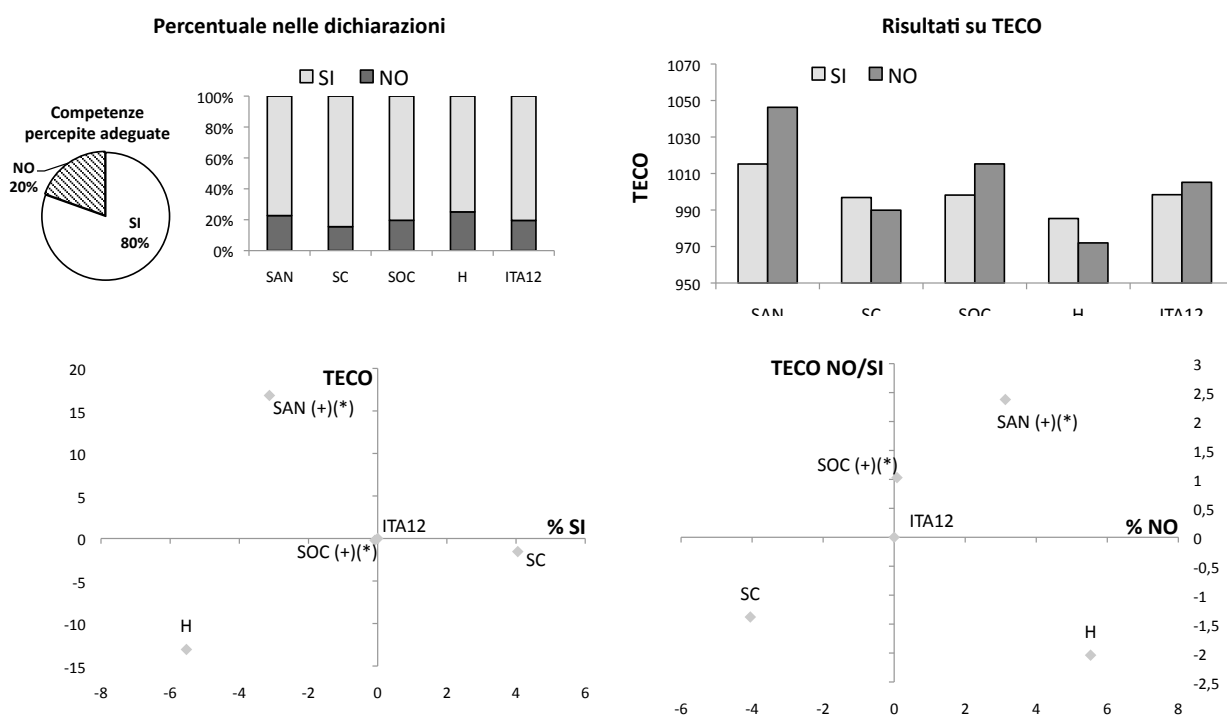 Percentuale nelle dichiarazioni
Competenze
percepite adeguate
NO
20%
SI
80%
SI NO
100%
80%
60%
40%
20%
0%
SAN SC SOC H ITA12
Risultati su TECO
SI NO
TECO
1070
1050
1030
1010
990
970
950
SAN SC SOC H ITA12
TECO
20
15
10
5
0
-5
-10
-15
SAN (+)(*)
ITA12
% SI
SOC (+)(*)
SC
H
-8 -6 -4 -2 0 2 4 6
TECO NO/SI
3
2,5
2
1,5
1
0,5
0
-0,5
-1
-1,5
-2
-2,5
SAN (+)(*)
SOC (+)(*)
ITA12
% NO
SC
H
-6 -4 -2 0 2 4 6 8